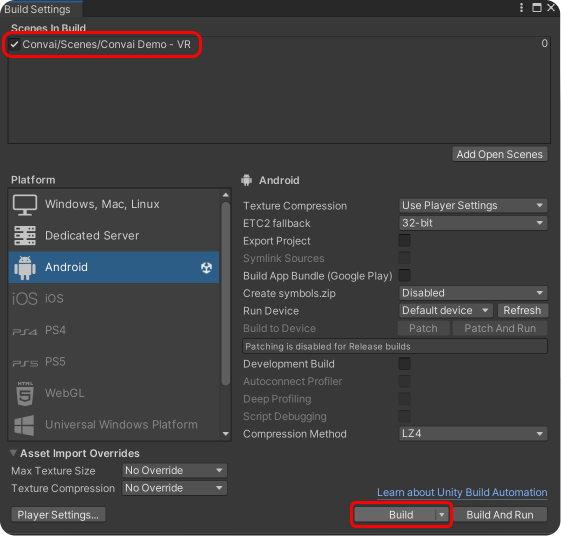 Build Settings
Scenes In Build
Convai/Scenes/Convai Demo - VR 0
Add Open Scenes
Platform
Windows, Mac, Linux
Dedicated Server
Android
iOS iOS
PS4 PS4
PS5 PS5
HTML 5 WebGL
Universal Windows Platform
Android
Texture Compression Use Player Settings
ETC2 fallback 32-bit
Export Project
Symlink Sources
Build App Bundle (Google Play)
Create symbols.zip Disabled
Run Device Default device Refresh
Build to Device Patch Patch And Run
Patching is disabled for Release builds
Development Build
Autoconnect Profiler
Deep Profiling
Script Debugging
Compression Method LZ4
Asset Import Overrides
Max Texture Size No Override
Texture Compression No Override
Learn about Unity Build Automation
Player Settings... Build Build And Run